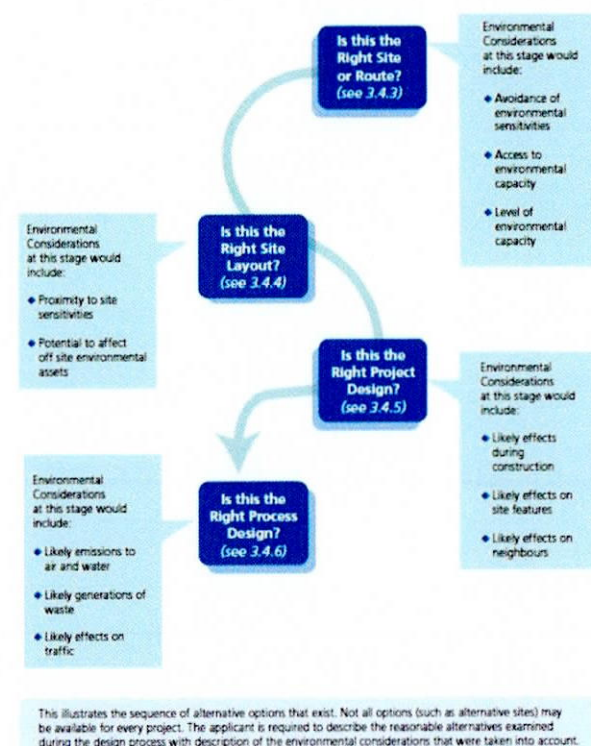 Is this the
Right Site
or Route?
(see 3.4.3)
Environmental
Considerations
at this stage would
include:
◆ Avoidance of
environmental
sensitivities
◆ Access to
environmental
capacity
◆ Level of
environmental
capacity
Environmental
Considerations
at this stage would
include:
◆ Proximity to site
sensitivities
◆ Potential to affect
off site environmental
assets
Is this the
Right Site
Layout?
(see 3.4.4)
Is this the
Right Project
Design?
(see 3.4.5)
Environmental
Considerations
at this stage would
include:
◆ Likely effects
during
construction
◆ Likely effects on
site features
◆ Likely effects on
neighbours
Environmental
Considerations
at this stage would
include:
◆ Likely emissions to
air and water
◆ Likely generations of
waste
◆ Likely effects on
traffic
Is this the
Right Process
Design?
(see 3.4.6)
This illustrates the sequence of alternative options that exist. Not all options (such as alternative sites) may
be available for every project. The applicant is required to describe the reasonable alternatives examined
during the design process with description of the environmental considerations that were taken into account.